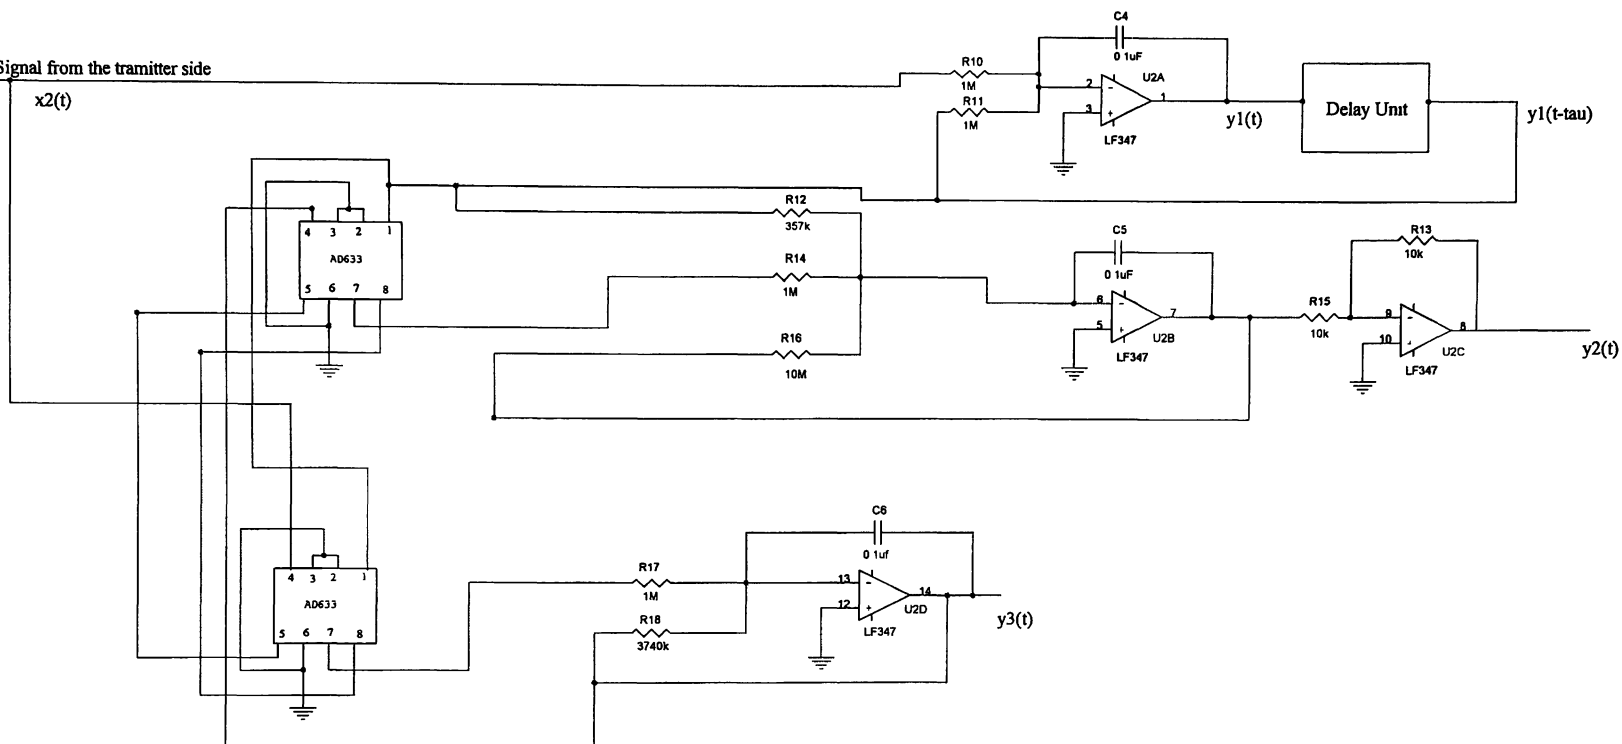 Signal from the tramitter side
x2(t)
C4
0 1uF
R10
1M
R11
1M
2
3
1
U2A
LF347
y1(t)
Delay Unit
y1(t-tau)
4 3 2 1
AD633
5 6 7 8
R12
357k
R14
1M
R16
10M
C5
0 1uF
6
5
7
U2B
LF347
R15
10k
R13
10k
9
10
8
U2C
LF347
y2(t)
4 3 2 1
AD633
5 6 7 8
R17
1M
R18
3740k
C6
0 1uf
13
12
14
U2D
LF347
y3(t)